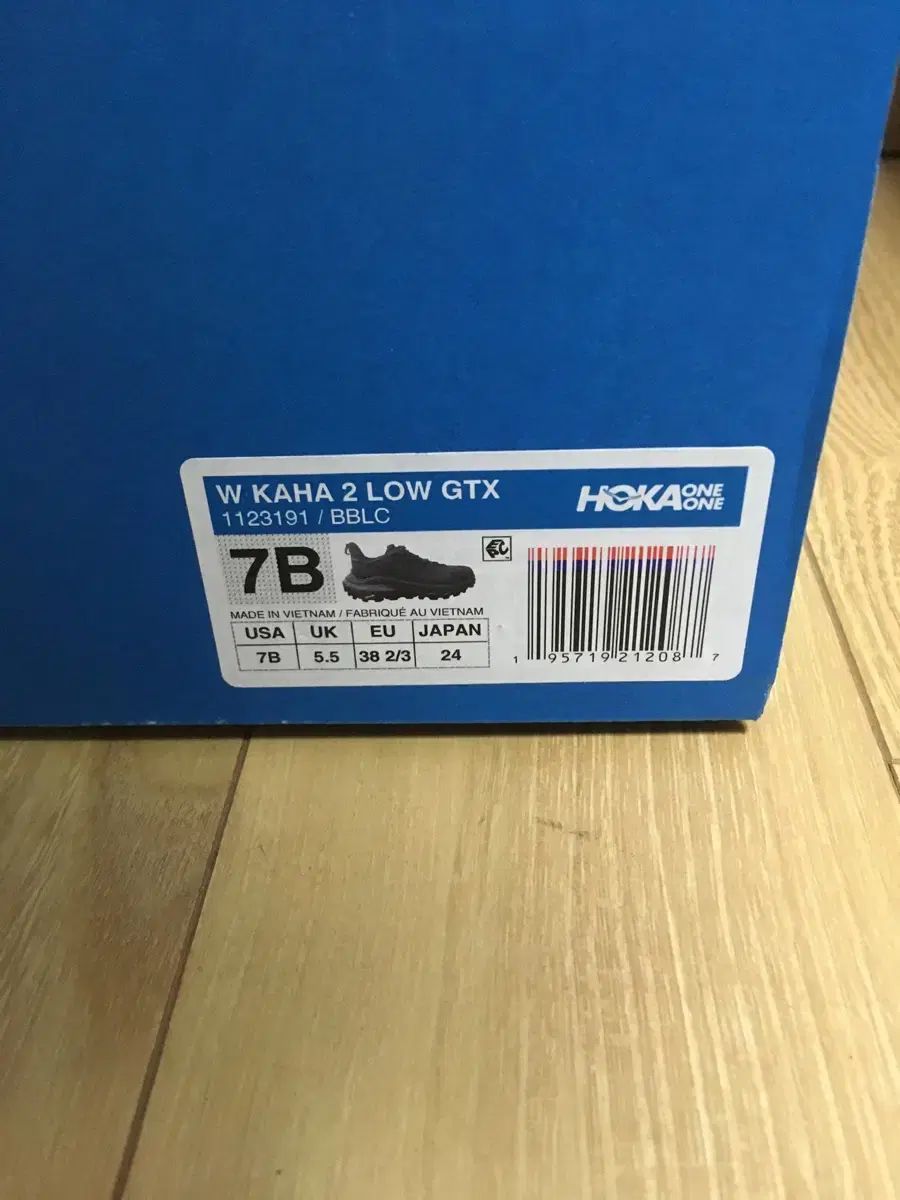 W KAHA 2 LOW GTX
1123191 / BBLC
HOKA ONE ONE
7B
MADE IN VIETNAM / FABRIQUÉ AU VIETNAM
USA UK EU JAPAN
7B 5.5 38 2/3 24
1 95719 21208 7